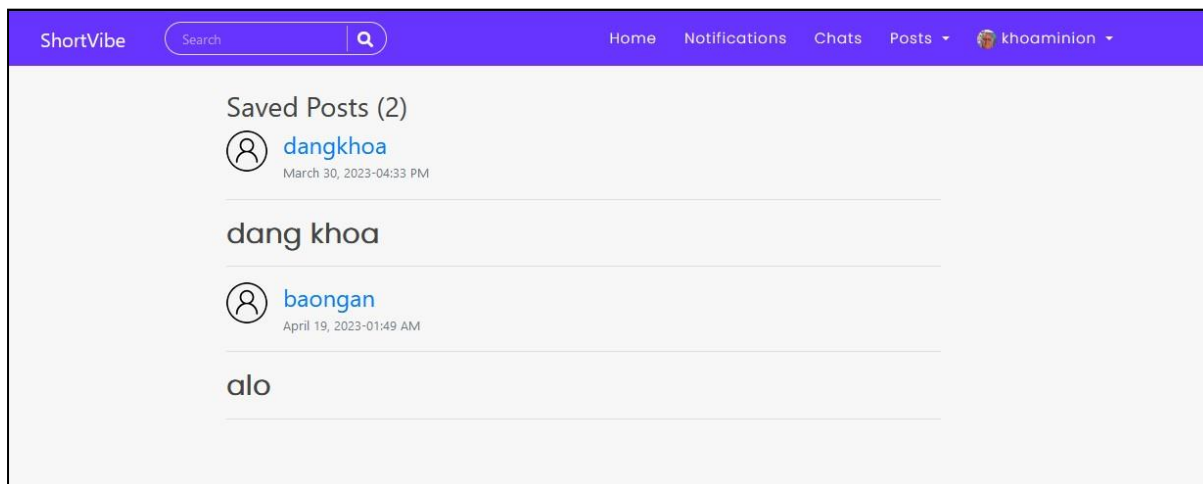 ShortVibe Search Home Notifications Chats Posts khoaminion
Saved Posts (2)
dangkhoa
March 30, 2023-04:33 PM
dang khoa
baongan
April 19, 2023-01:49 AM
alo